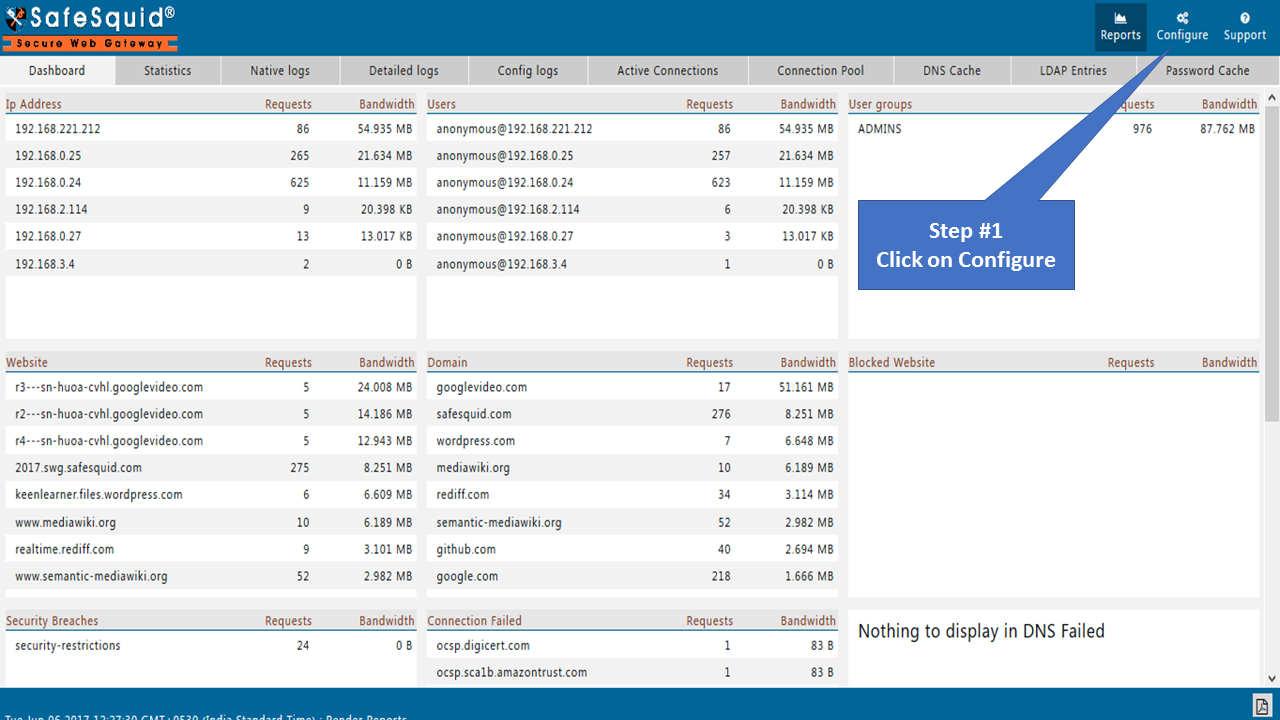 SafeSquid®
Secure Web Gateway
Reports Configure Support
Dashboard Statistics Native logs Detailed logs Config logs Active Connections Connection Pool DNS Cache LDAP Entries Password Cache
Ip Address Requests Bandwidth
192.168.221.212 86 54.935 MB
192.168.0.25 265 21.634 MB
192.168.0.24 625 11.159 MB
192.168.2.114 9 20.398 KB
192.168.0.27 13 13.017 KB
192.168.3.4 2 0 B
Users Requests Bandwidth
anonymous@192.168.221.212 86 54.935 MB
anonymous@192.168.0.25 257 21.634 MB
anonymous@192.168.0.24 623 11.159 MB
anonymous@192.168.2.114 6 20.398 KB
anonymous@192.168.0.27 3 13.017 KB
anonymous@192.168.3.4 1 0 B
User groups Bandwidth
ADMINS 976 87.762 MB
Step #1
Click on Configure
Website Requests Bandwidth
r3---sn-huoa-cvhl.googlevideo.com 5 24.008 MB
r2---sn-huoa-cvhl.googlevideo.com 5 14.186 MB
r4---sn-huoa-cvhl.googlevideo.com 5 12.943 MB
2017.swg.safesquid.com 275 8.251 MB
keenlearner.files.wordpress.com 6 6.609 MB
www.mediawiki.org 10 6.189 MB
realtime.rediff.com 9 3.101 MB
www.semantic-mediawiki.org 52 2.982 MB
Domain Requests Bandwidth
googlevideo.com 17 51.161 MB
safesquid.com 276 8.251 MB
wordpress.com 7 6.648 MB
mediawiki.org 10 6.189 MB
rediff.com 34 3.114 MB
semantic-mediawiki.org 52 2.982 MB
github.com 40 2.694 MB
google.com 218 1.666 MB
Blocked Website Requests Bandwidth
Security Breaches Requests Bandwidth
security-restrictions 24 0 B
Connection Failed Requests Bandwidth
ocsp.digicert.com 1 83 B
ocsp.sca1b.amazontrust.com 1 83 B
Nothing to display in DNS Failed
Tue Jun 06 2017 12:27:30 GMT+0530 (India Standard Time) : Render Reports